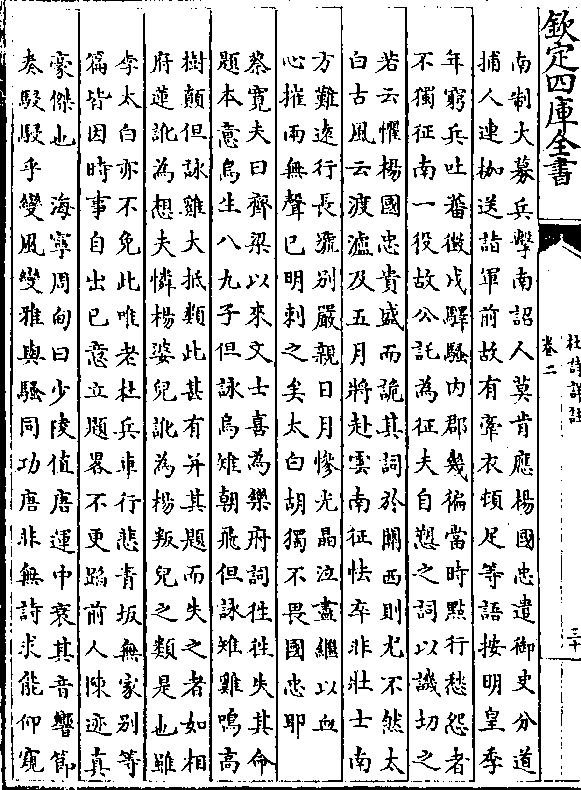 欽定四庫全書
杜詩詳註
卷二
三十
南制大募兵擊南詔人莫肯應楊國忠遣御史分道
捕人連枷送詣軍前故有牽衣頓足等語按明皇季
年窮兵吐蕃徵戍驛騷內郡幾徧當時點行愁怨者
不獨征南一役故公託為征夫自愬之詞以譏切之
若云懼楊國忠貴盛而詭其詞於關西則尤不然太
白古風云渡瀘及五月將赴雲南征怯卒非壯士南
方難遠行長號别嚴親日月慘光晶泣盡繼以血
心摧兩無聲已明刺之矣太白胡獨不畏國忠耶
蔡寬夫曰齊梁以來文士喜為樂府詞往往失其命
題本意烏生八九子但詠烏雉朝飛但詠雉雞鳴高
樹顛但詠雞大抵類此甚有并其題而失之者如相
府蓮訛為想夫憐楊婆兒訛為楊叛兒之類是也雖
李太白亦不免此唯老杜兵車行悲青坂無家别等
篇皆因時事自出已意立題畧不更蹈前人陳迹真
豪傑也　海寧周甸曰少陵值唐運中衰其音響節
奏駸駸乎變風變雅與騷同功唐非無詩求能仰窺